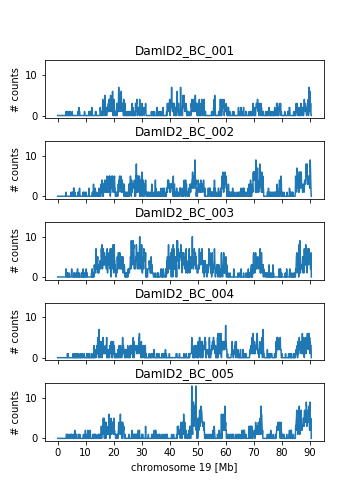 DamID2_BC_001
10
0
# counts
DamID2_BC_002
10
0
# counts
DamID2_BC_003
10
0
# counts
DamID2_BC_004
10
0
# counts
DamID2_BC_005
10
0
# counts
0 10 20 30 40 50 60 70 80 90
chromosome 19 [Mb]